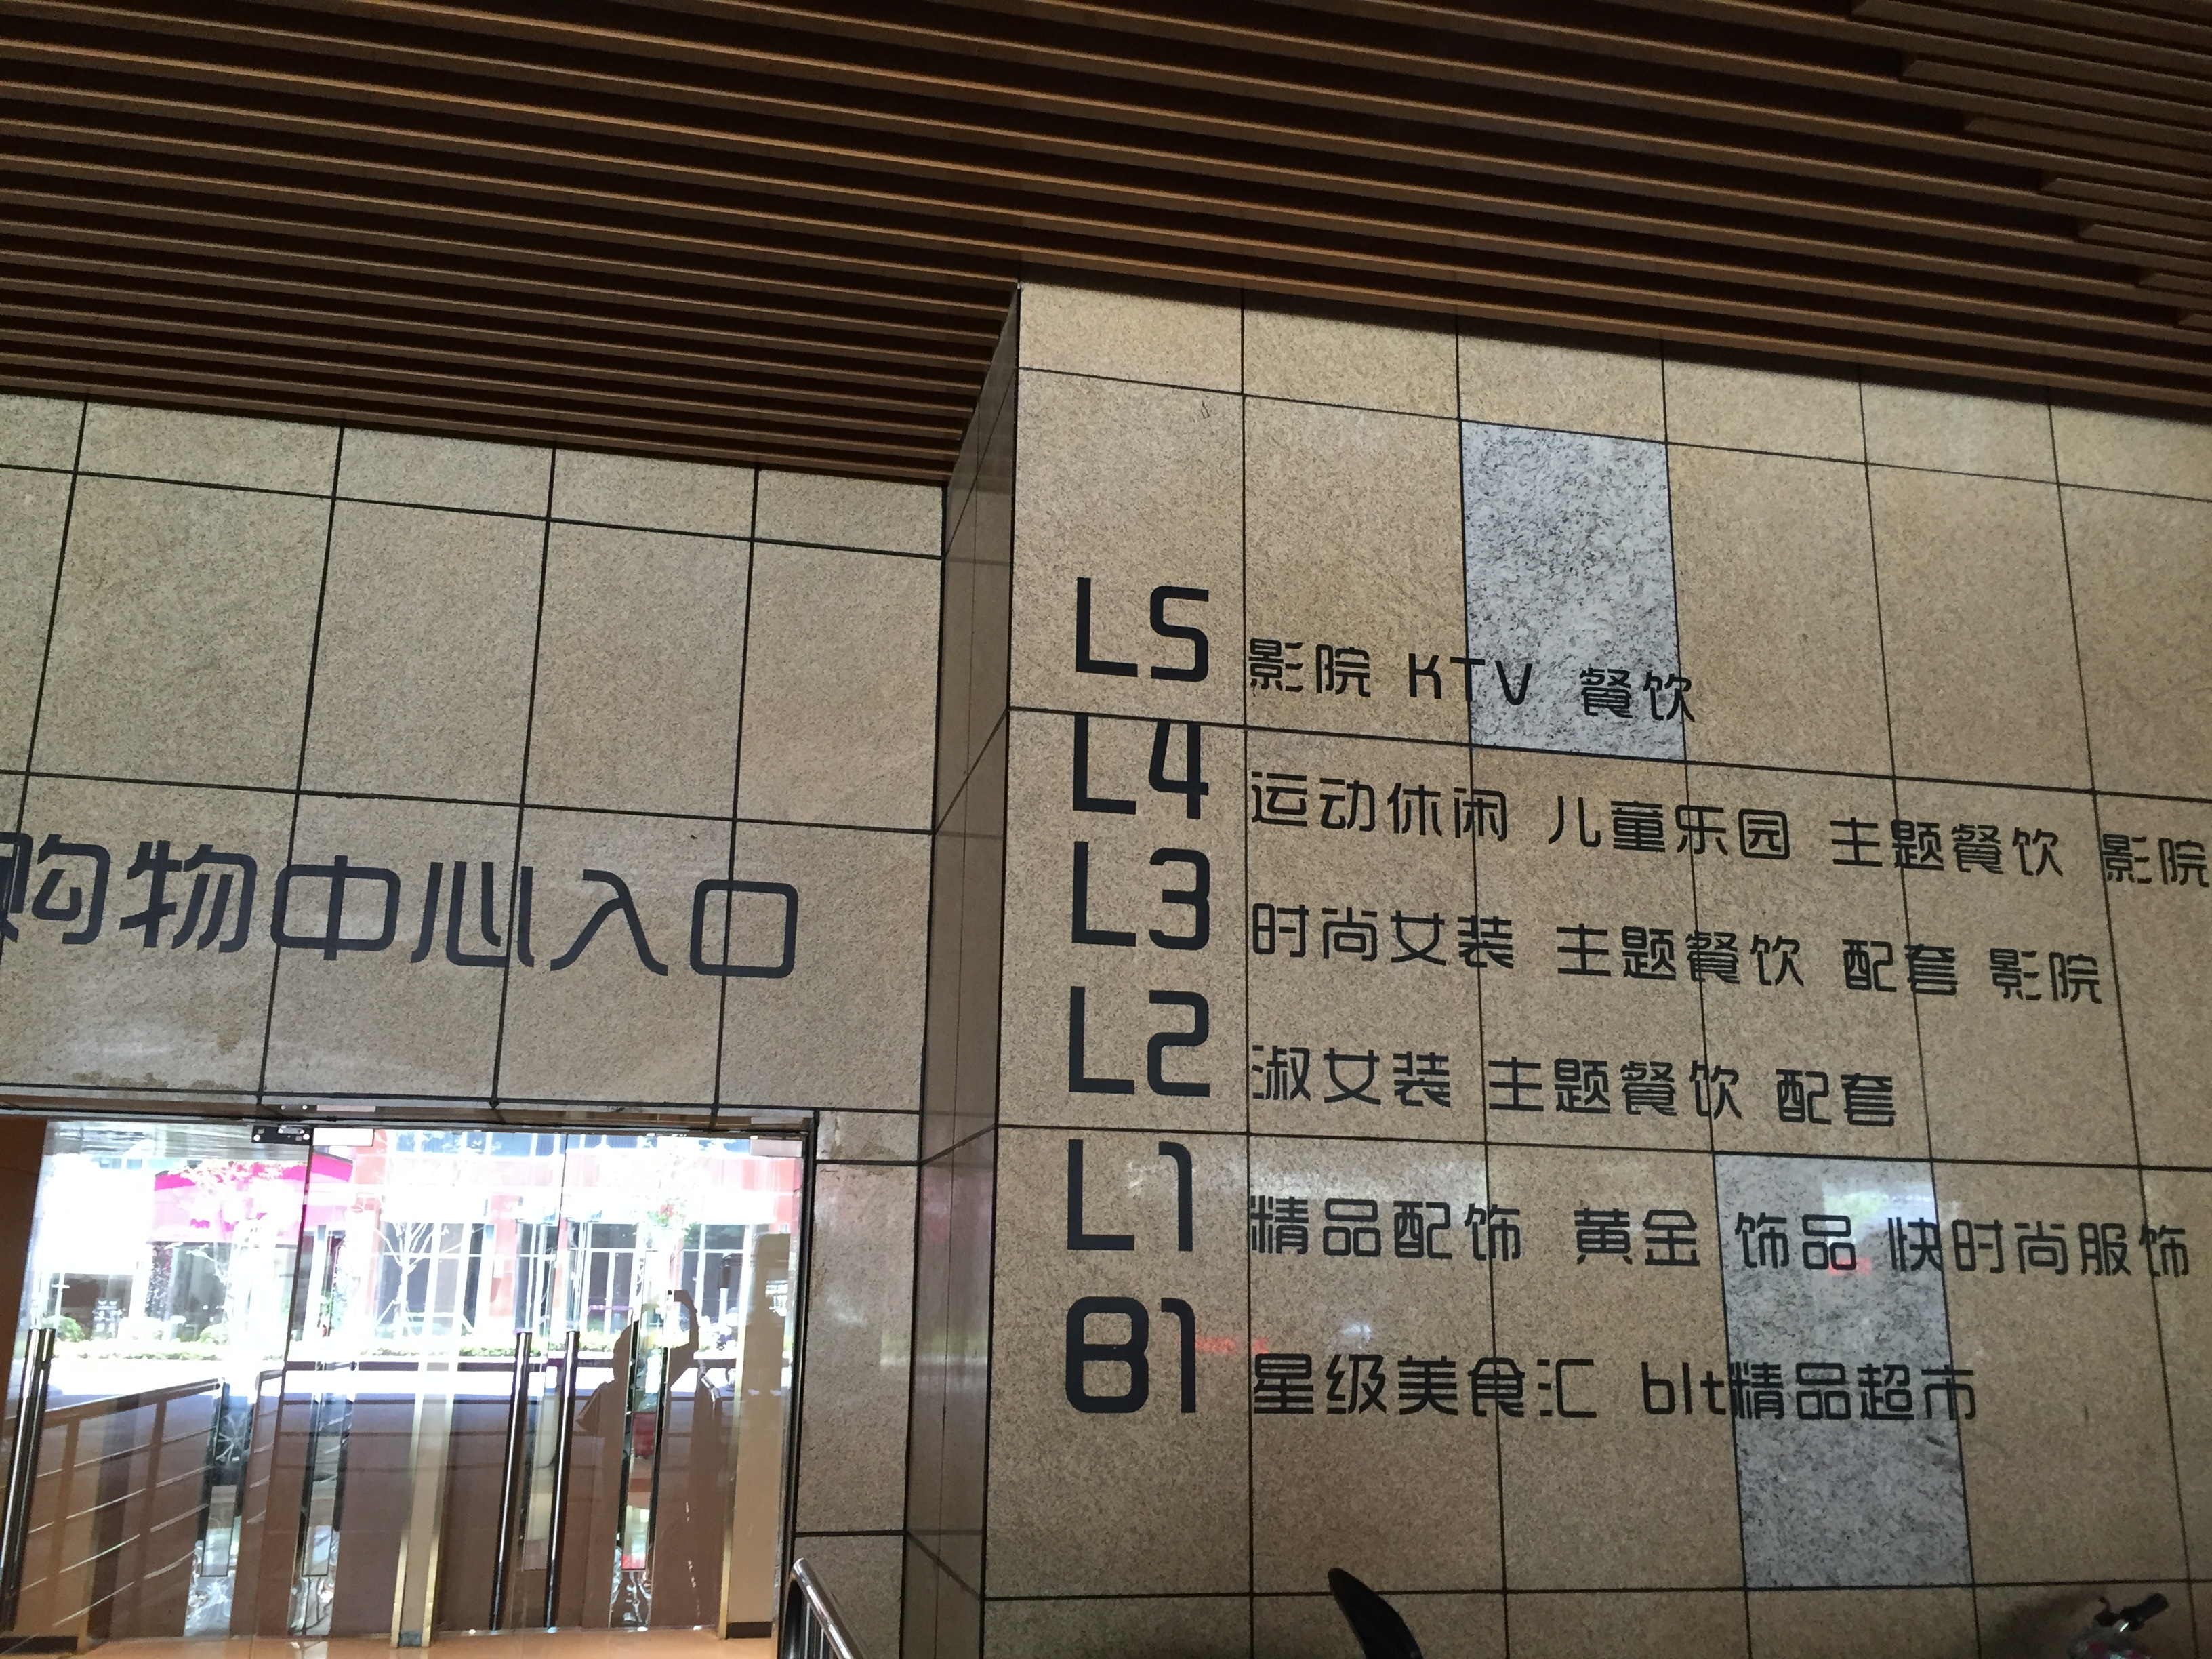 购物中心入口
L5 影院 KTV 餐饮
L4 运动休闲 儿童乐园 主题餐饮 影院
L3 时尚女装 主题餐饮 配套 影院
L2 淑女装 主题餐饮 配套
L1 精品配饰 黄金 饰品 快时尚服饰
B1 星级美食汇 blt精品超市